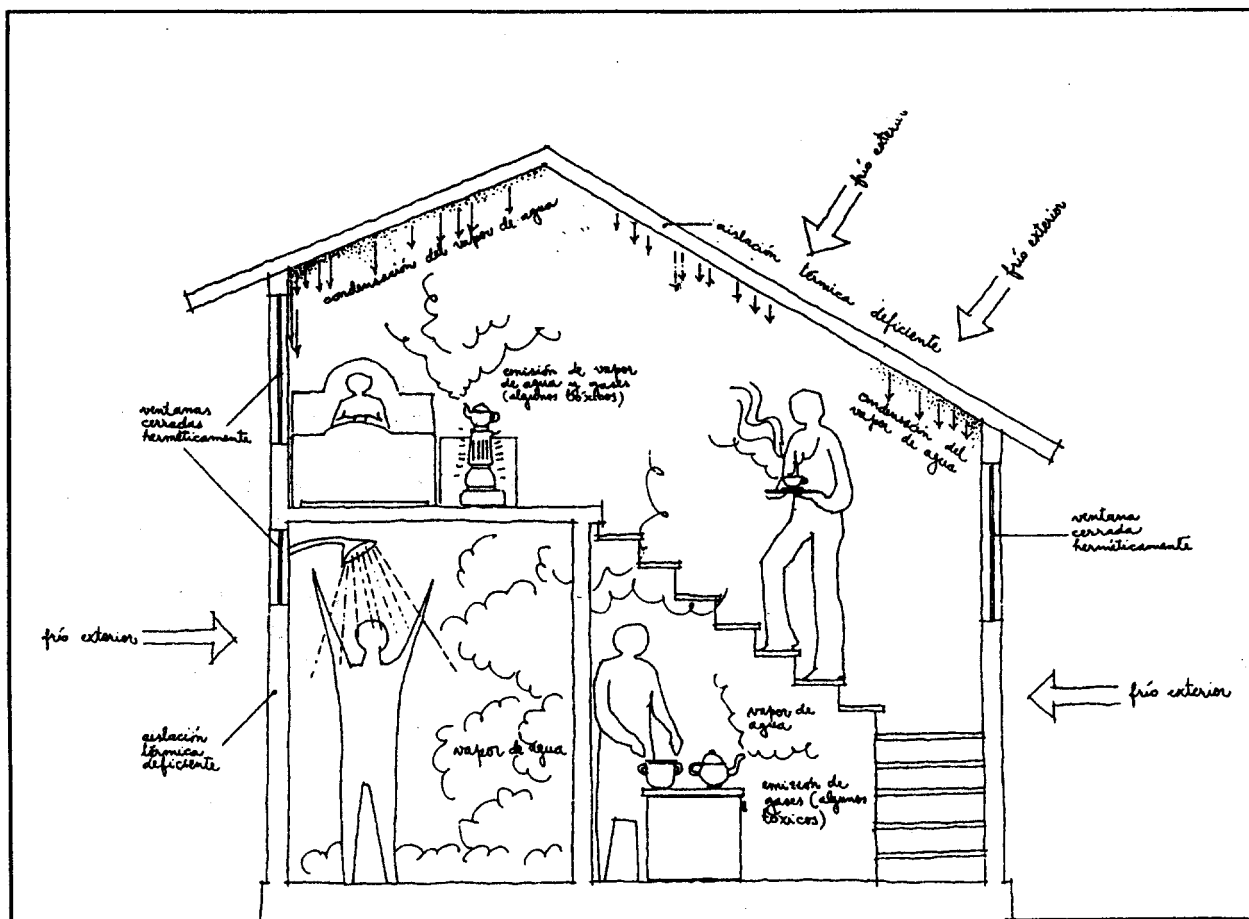 frío exterior
frío exterior
aislación térmica deficiente
condensación del vapor de agua
emisión de vapor
de agua y gases
(algunos tóxicos)
ventanas
cerradas
herméticamente
condensación del
vapor de agua
ventana
cerrada
herméticamente
frío exterior
frío exterior
aislación
térmica
deficiente
vapor de agua
vapor de
agua
emisión de
gases (algunos
tóxicos)